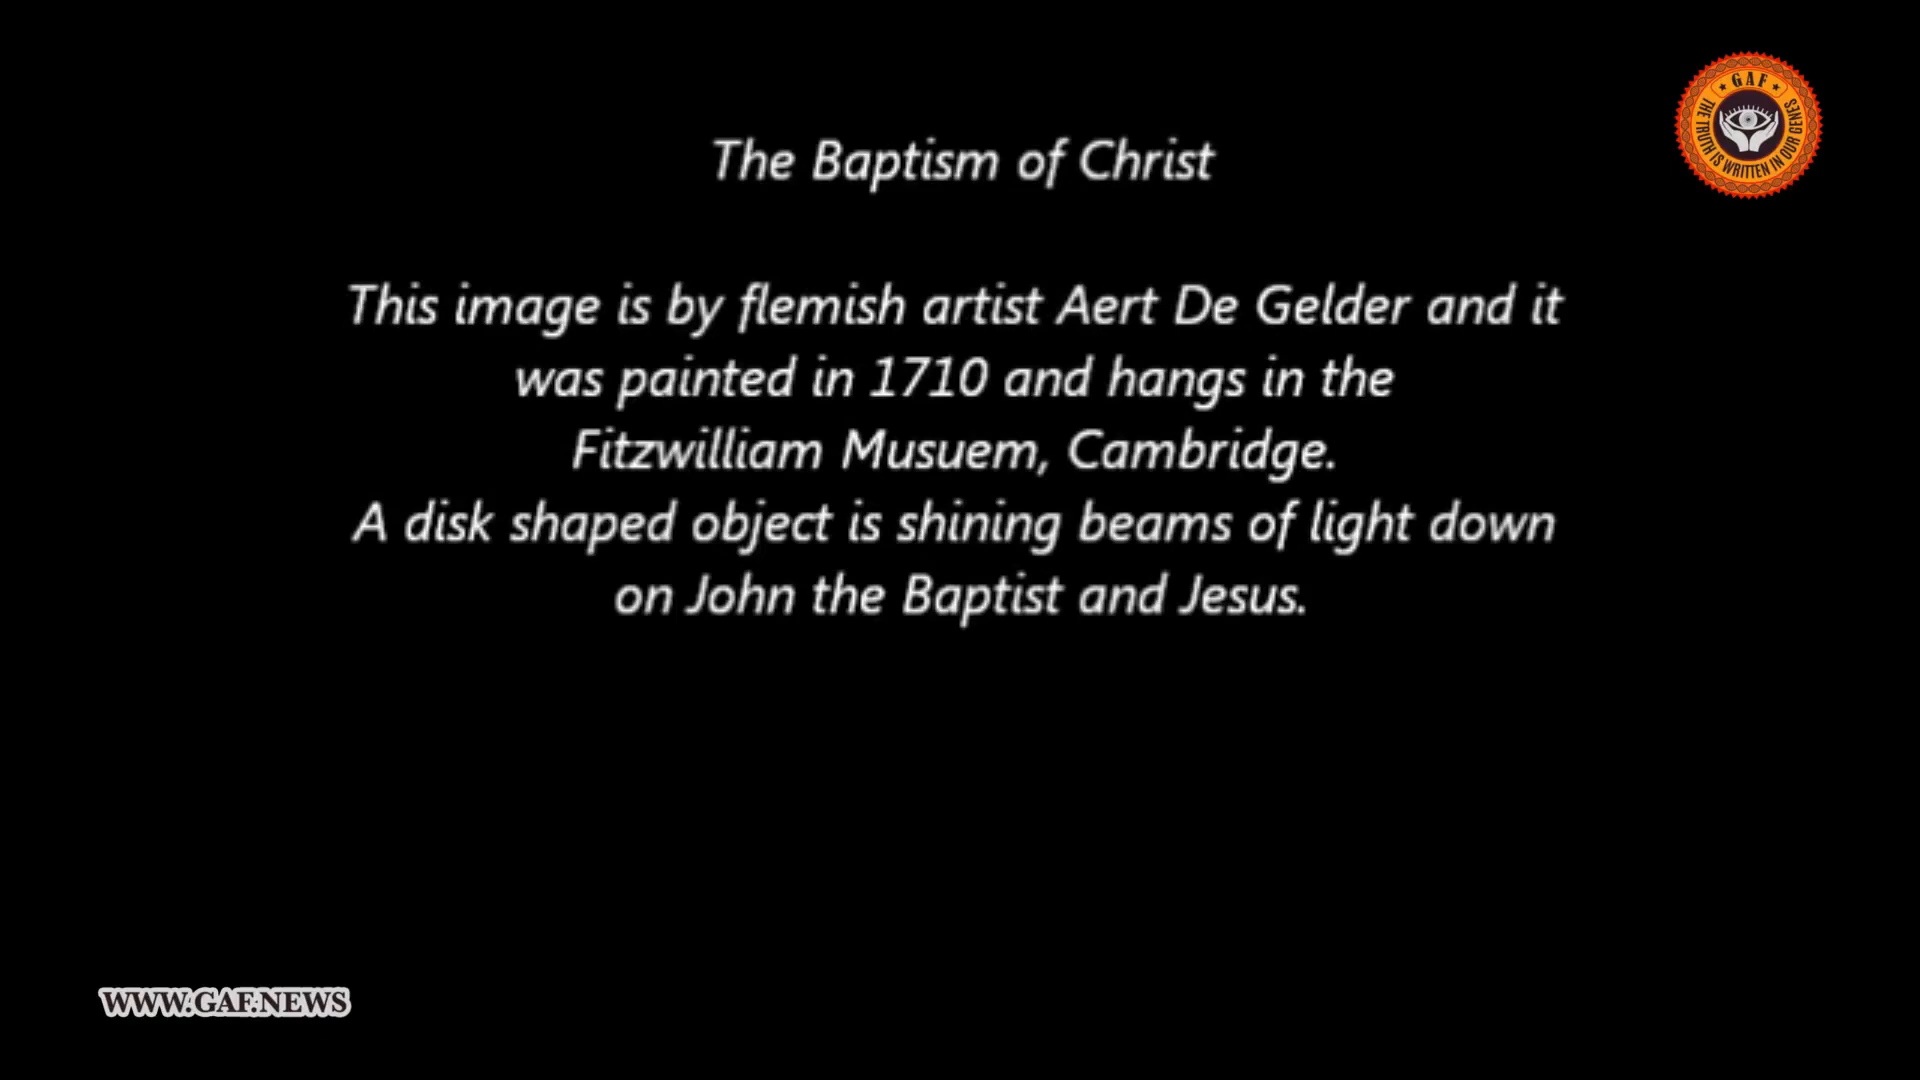 GAF
THE TRUTH IS WRITTEN IN OUR GENES
The Baptism of Christ
This image is by flemish artist Aert De Gelder and it
was painted in 1710 and hangs in the
Fitzwilliam Musuem, Cambridge.
A disk shaped object is shining beams of light down
on John the Baptist and Jesus.
WWW.GAF.NEWS